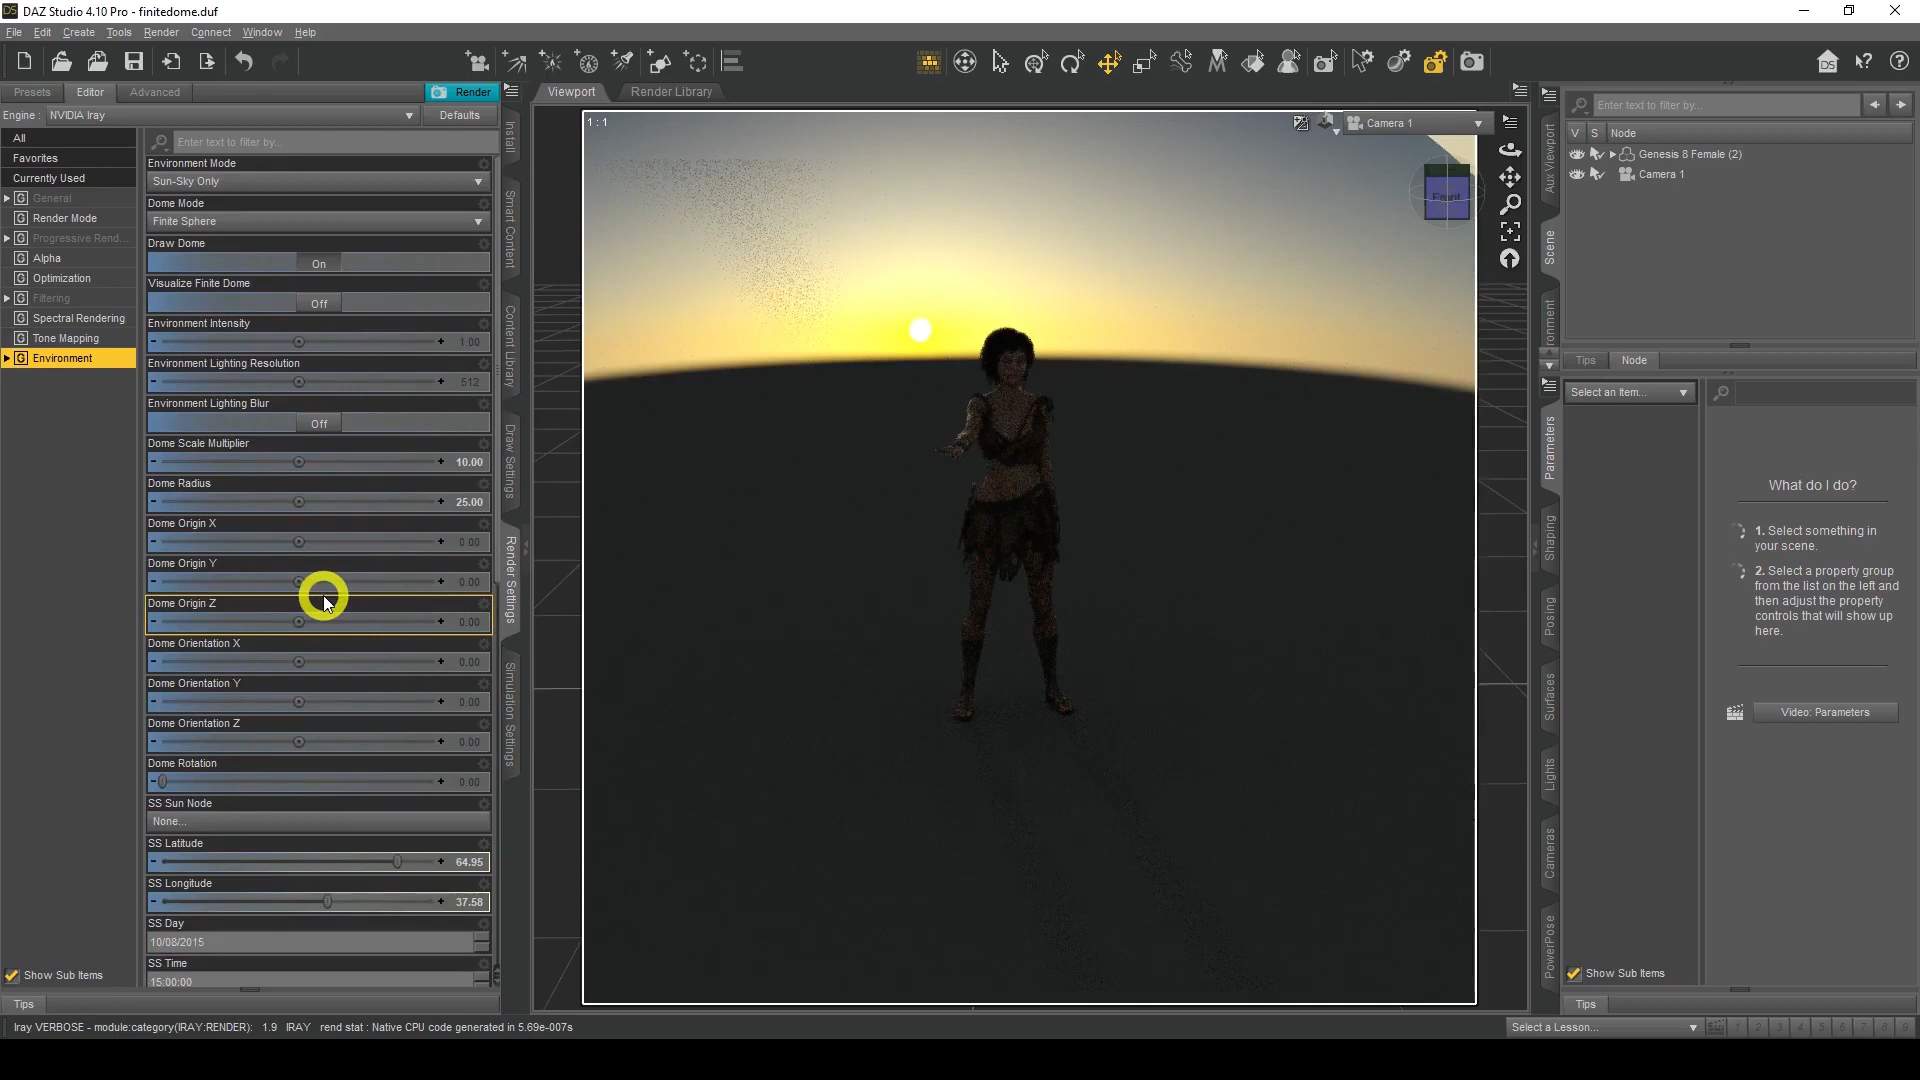 DAZ Studio 4.10 Pro - finitedome.duf
File Edit Create Tools Render Connect Window Help
Presets Editor Advanced Render
Viewport Render Library
Engine : NVIDIA Iray Defaults
All
Favorites
Currently Used
General
Render Mode
Progressive Rend...
Alpha
Optimization
Filtering
Spectral Rendering
Tone Mapping
Environment
Show Sub Items
Tips
Enter text to filter by...
Environment Mode
Sun-Sky Only
Dome Mode
Finite Sphere
Draw Dome
On
Visualize Finite Dome
Off
Environment Intensity
1.00
Environment Lighting Resolution
512
Environment Lighting Blur
Off
Dome Scale Multiplier
10.00
Dome Radius
25.00
Dome Origin X
0.00
Dome Origin Y
0.00
Dome Origin Z
0.00
Dome Orientation X
0.00
Dome Orientation Y
0.00
Dome Orientation Z
0.00
Dome Rotation
0.00
SS Sun Node
None...
SS Latitude
64.95
SS Longitude
37.58
SS Day
10/08/2015
SS Time
15:00:00
Install
Smart Content
Content Library
Draw Settings
Render Settings
Simulation Settings
1 : 1
Camera 1
Front
Aux Viewport
Scene
Enter text to filter by...
V S Node
Genesis 8 Female (2)
Camera 1
Tips Node
Select an Item...
Parameters
Shaping
Posing
Surfaces
Lights
Cameras
PowerPose
What do I do?
1. Select something in
your scene.
2. Select a property group
from the list on the left and
then adjust the property
controls that will show up
here.
Video: Parameters
Show Sub Items
Tips
Iray VERBOSE - module:category(IRAY:RENDER): 1.9 IRAY rend stat : Native CPU code generated in 5.69e-007s
Select a Lesson...
1 2 3 4 5 6 7 8 9